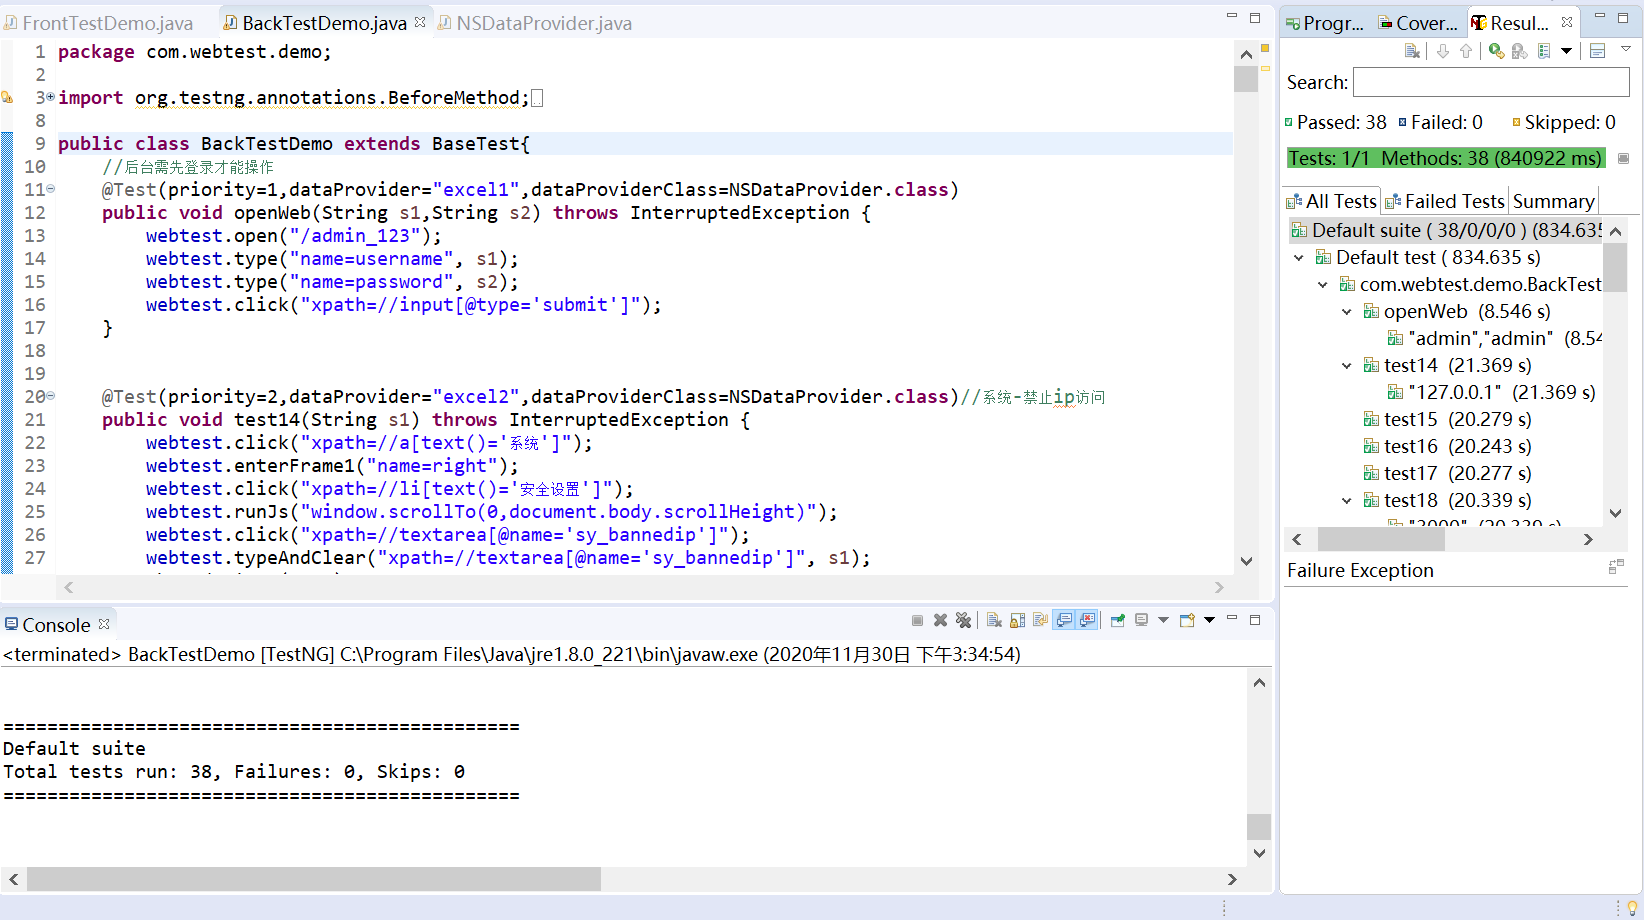 FrontTestDemo.java
BackTestDemo.java
NSDataProvider.java
1 package com.webtest.demo;
2
3 import org.testng.annotations.BeforeMethod;
8
9 public class BackTestDemo extends BaseTest{
10 //后台需先登录才能操作
11 @Test(priority=1,dataProvider="excel1",dataProviderClass=NSDataProvider.class)
12 public void openWeb(String s1,String s2) throws InterruptedException {
13 webtest.open("/admin_123");
14 webtest.type("name=username", s1);
15 webtest.type("name=password", s2);
16 webtest.click("xpath=//input[@type='submit']");
17 }
18
19
20 @Test(priority=2,dataProvider="excel2",dataProviderClass=NSDataProvider.class)//系统-禁止ip访问
21 public void test14(String s1) throws InterruptedException {
22 webtest.click("xpath=//a[text()='系统']");
23 webtest.enterFrame1("name=right");
24 webtest.click("xpath=//li[text()='安全设置']");
25 webtest.runJs("window.scrollTo(0,document.body.scrollHeight)");
26 webtest.click("xpath=//textarea[@name='sy_bannedip']");
27 webtest.typeAndClear("xpath=//textarea[@name='sy_bannedip']", s1);
Console
<terminated> BackTestDemo [TestNG] C:\Program Files\Java\jre1.8.0_221\bin\javaw.exe (2020年11月30日 下午3:34:54)
===============================================
Default suite
Total tests run: 38, Failures: 0, Skips: 0
===============================================
Progr...
Cover...
Resul...
Search:
Passed: 38 Failed: 0 Skipped: 0
Tests: 1/1 Methods: 38 (840922 ms)
All Tests Failed Tests Summary
Default suite ( 38/0/0/0 ) (834.635
Default test ( 834.635 s)
com.webtest.demo.BackTest
openWeb (8.546 s)
"admin","admin" (8.54
test14 (21.369 s)
"127.0.0.1" (21.369 s)
test15 (20.279 s)
test16 (20.243 s)
test17 (20.277 s)
test18 (20.339 s)
"3000" (20.339 s)
Failure Exception